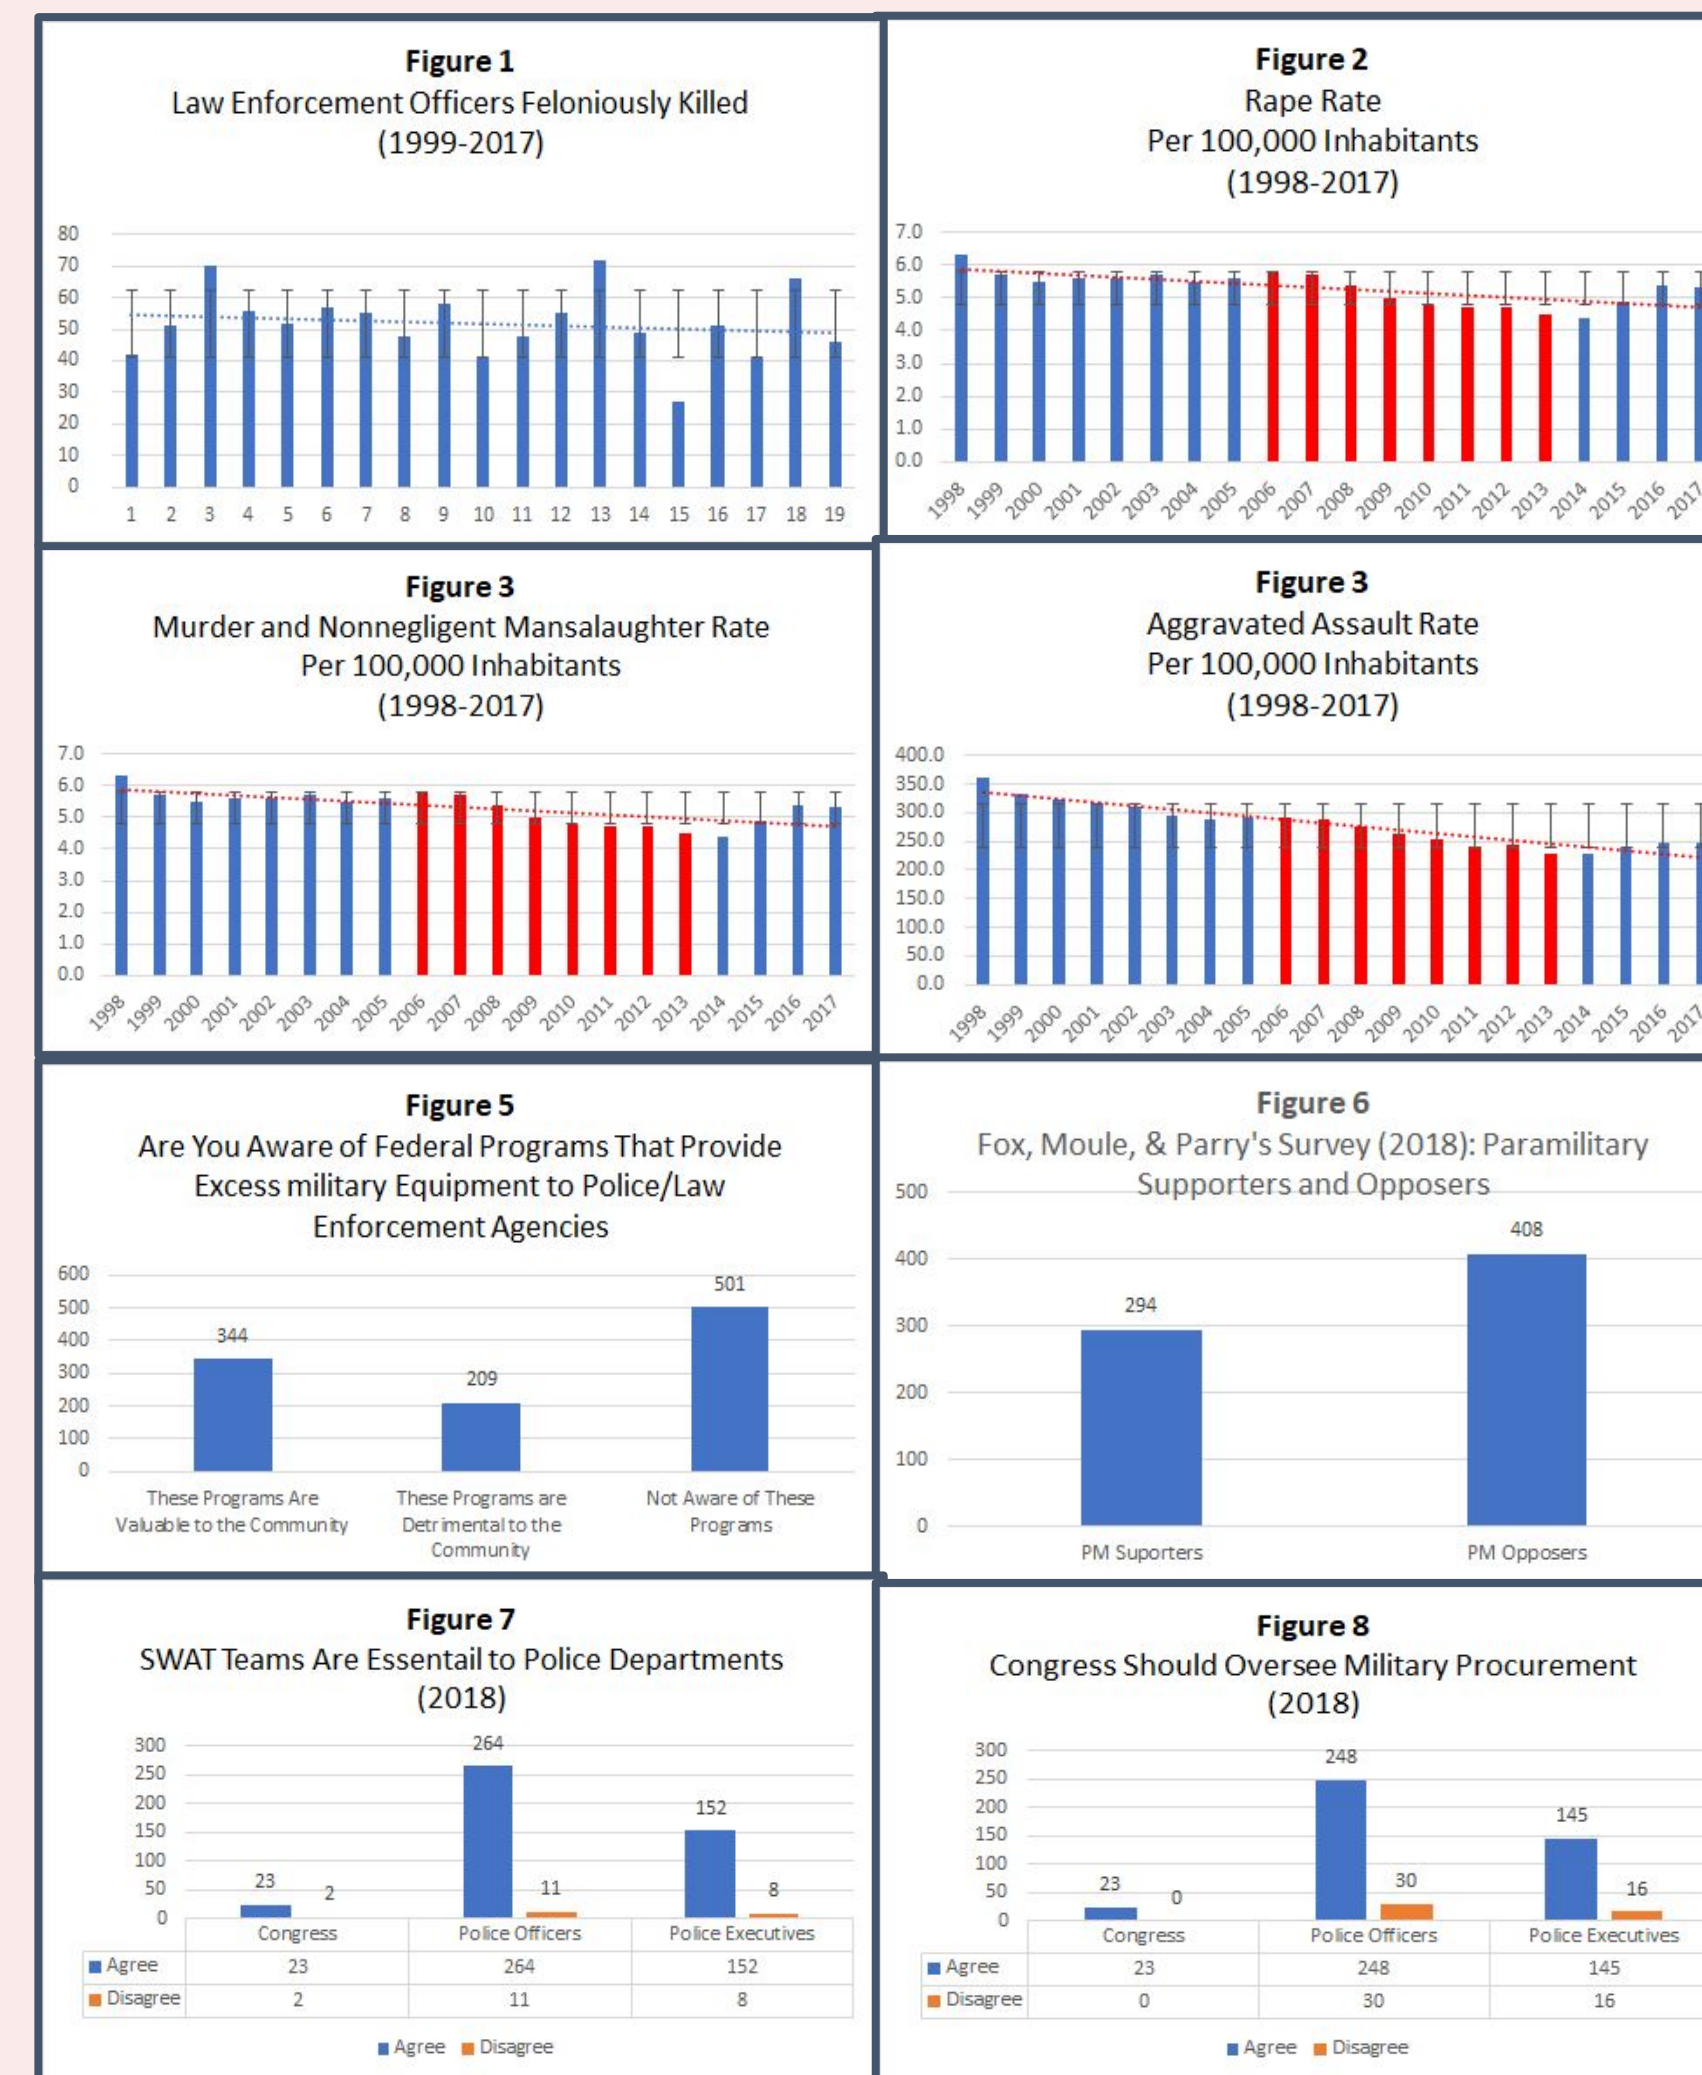 Figure 1
Law Enforcement Officers Feloniously Killed
(1999-2017)
80
70
60
50
40
30
20
10
0
1 2 3 4 5 6 7 8 9 10 11 12 13 14 15 16 17 18 19
Figure 2
Rape Rate
Per 100,000 Inhabitants
(1998-2017)
7.0
6.0
5.0
4.0
3.0
2.0
1.0
0.0
1998 1999 2000 2001 2002 2003 2004 2005 2006 2007 2008 2009 2010 2011 2012 2013 2014 2015 2016 2017
Figure 3
Murder and Nonnegligent Mansalaughter Rate
Per 100,000 Inhabitants
(1998-2017)
7.0
6.0
5.0
4.0
3.0
2.0
1.0
0.0
1998 1999 2000 2001 2002 2003 2004 2005 2006 2007 2008 2009 2010 2011 2012 2013 2014 2015 2016 2017
Figure 3
Aggravated Assault Rate
Per 100,000 Inhabitants
(1998-2017)
400.0
350.0
300.0
250.0
200.0
150.0
100.0
50.0
0.0
1998 1999 2000 2001 2002 2003 2004 2005 2006 2007 2008 2009 2010 2011 2012 2013 2014 2015 2016 2017
Figure 5
Are You Aware of Federal Programs That Provide
Excess military Equipment to Police/Law
Enforcement Agencies
600
500
400
300
200
100
0
344
209
501
These Programs Are
Valuable to the Community
These Programs are
Detrimental to the
Community
Not Aware of These
Programs
Figure 6
Fox, Moule, & Parry's Survey (2018): Paramilitary
Supporters and Opposers
500
400
300
200
100
0
294
408
PM Suporters
PM Opposers
Figure 7
SWAT Teams Are Essentail to Police Departments
(2018)
300
250
200
150
100
50
0
23 2
264 11
152 8
Congress Police Officers Police Executives
Agree 23 264 152
Disagree 2 11 8
Agree Disagree
Figure 8
Congress Should Oversee Military Procurement
(2018)
300
250
200
150
100
50
0
23 0
248 30
145 16
Congress Police Officers Police Executives
Agree 23 248 145
Disagree 0 30 16
Agree Disagree